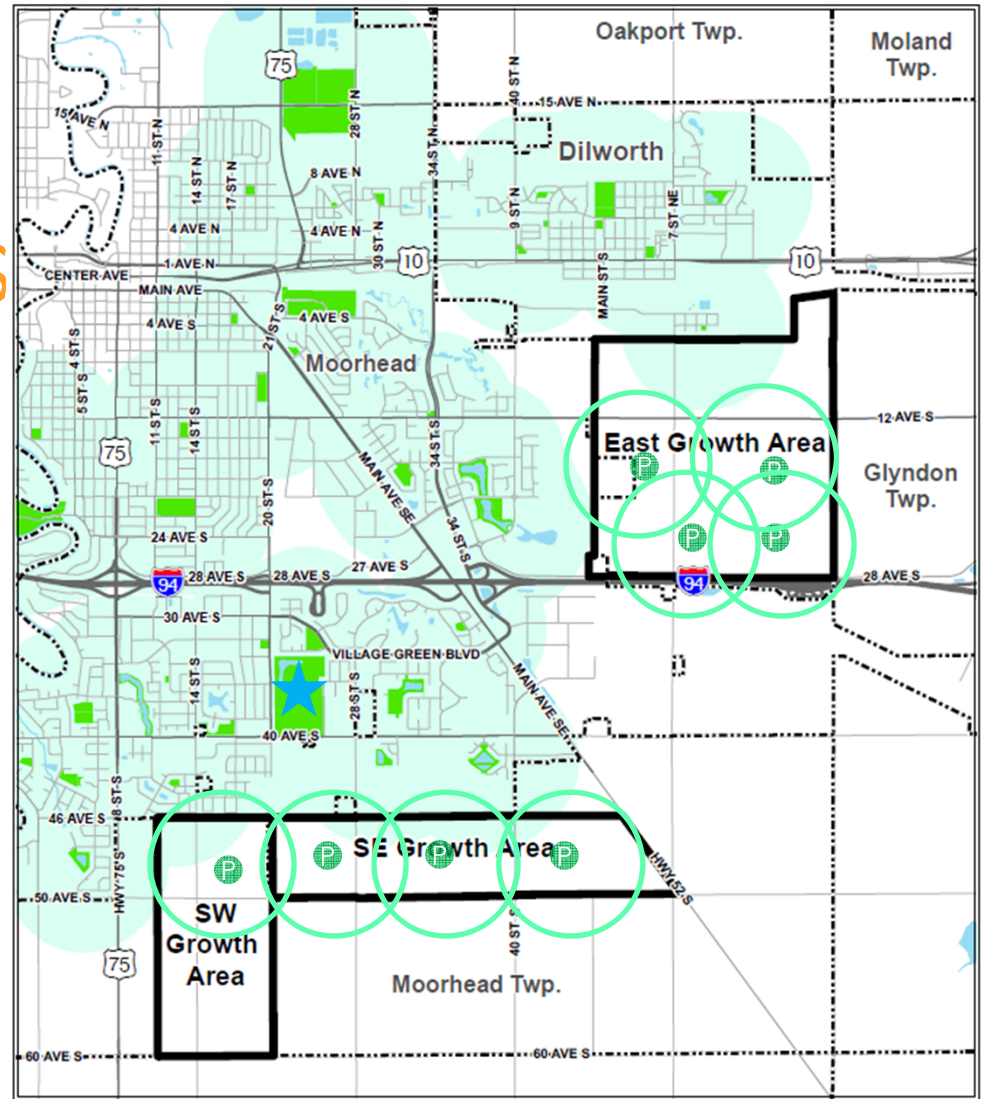 Oakport Twp.
Moland
Twp.
75
40 ST N
15 AVE N
15 AVE N
28 ST N
11 ST N
34 ST N
Dilworth
8 AVE N
14 ST N
17 ST N
9 ST N
7 ST NE
4 AVE N
4 AVE N
30 ST N
10
10
1 AVE N
CENTER AVE
MAIN AVE
MAIN ST S
4 AVE S
4 AVE S
21 ST S
4 ST S
5 ST S
Moorhead
11 ST S
14 ST S
34 ST S
12 AVE S
75
East Growth Area
P
P
Glyndon
Twp.
MAIN AVE SE
20 ST S
34 ST S
24 AVE S
P
P
27 AVE S
94
28 AVE S
28 AVE S
94
28 AVE S
30 AVE S
VILLAGE GREEN BLVD
14 ST S
28 ST S
MAIN AVE SE
40 AVE S
8 ST S
46 AVE S
P
P
SE Growth Area
P
P
HWY 75 S
HWY 52 S
50 AVE S
SW
Growth
Area
40 ST S
75
Moorhead Twp.
60 AVE S
60 AVE S